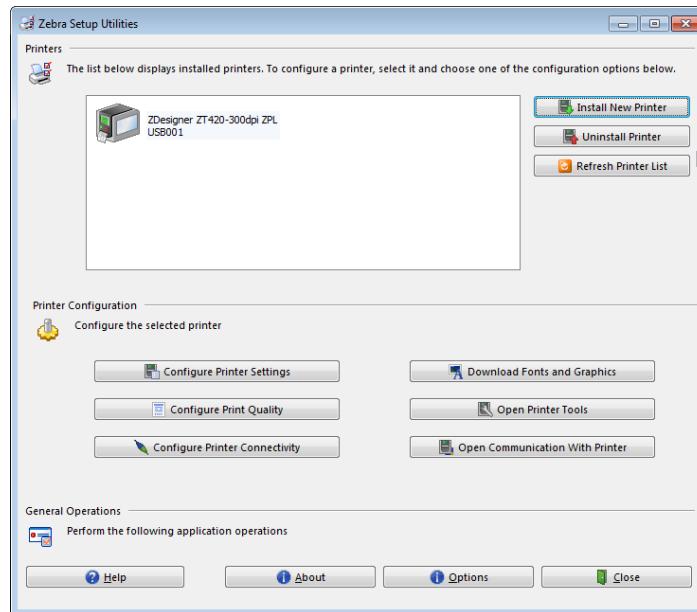 Zebra Setup Utilities
Printers
The list below displays installed printers. To configure a printer, select it and choose one of the configuration options below.
ZDesigner ZT420-300dpi ZPL
USB001
Install New Printer
Uninstall Printer
Refresh Printer List
Printer Configuration
Configure the selected printer
Configure Printer Settings
Download Fonts and Graphics
Configure Print Quality
Open Printer Tools
Configure Printer Connectivity
Open Communication With Printer
General Operations
Perform the following application operations
Help
About
Options
Close